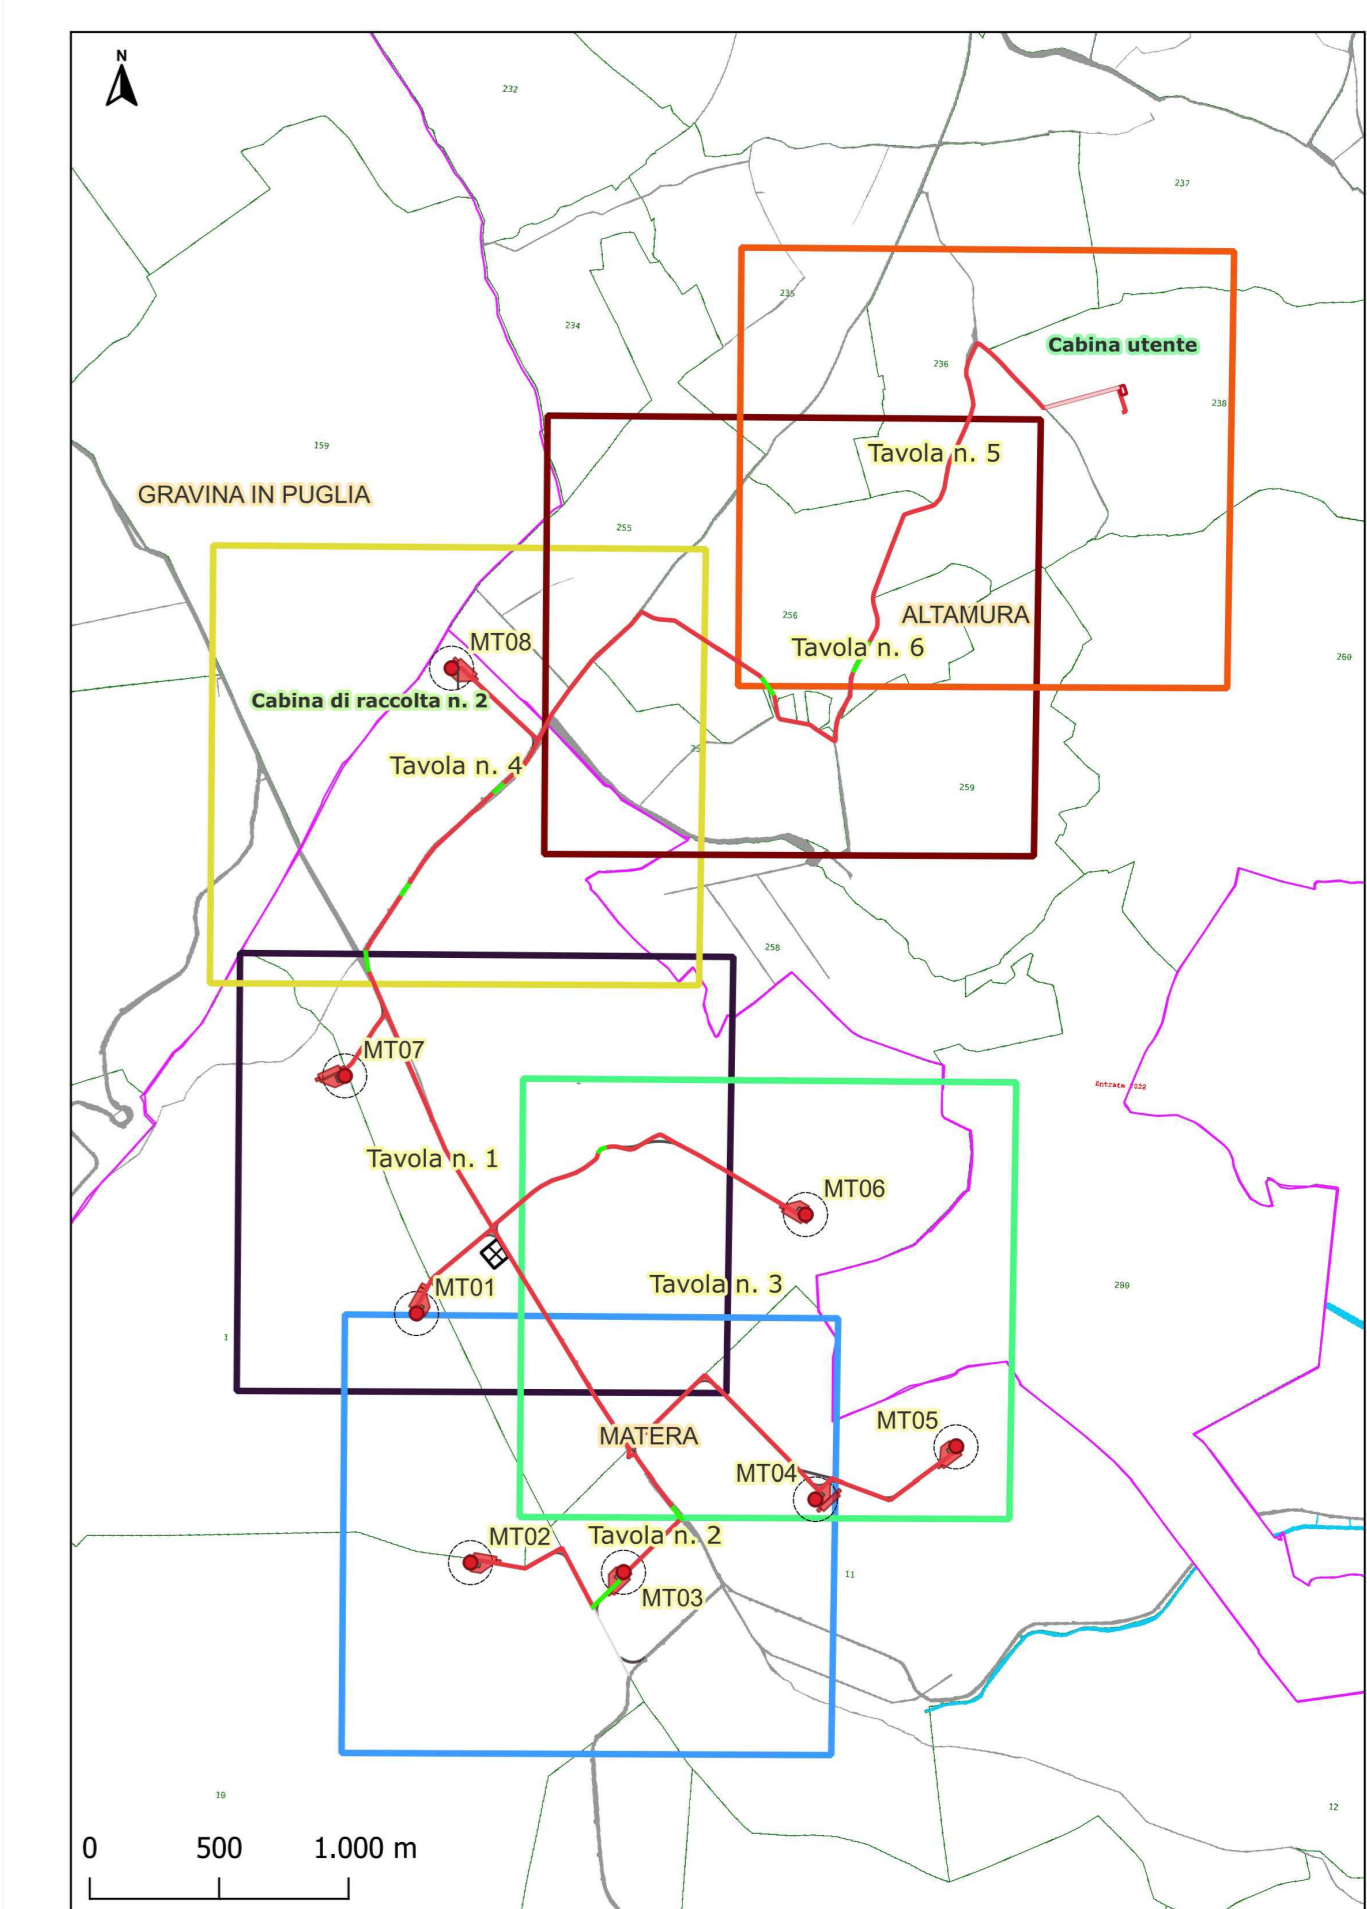 N
232
237
235
234
Cabina utente
236
238
159
Tavola n. 5
GRAVINA IN PUGLIA
255
256
ALTAMURA
MT08
Tavola n. 6
260
Cabina di raccolta n. 2
Tavola n. 4
259
258
MT07
Entrate 2032
Tavola n. 1
MT06
Tavola n. 3
280
MT01
MATERA
MT05
MT04
MT02
Tavola n. 2
MT03
11
10
12
0 500 1.000 m